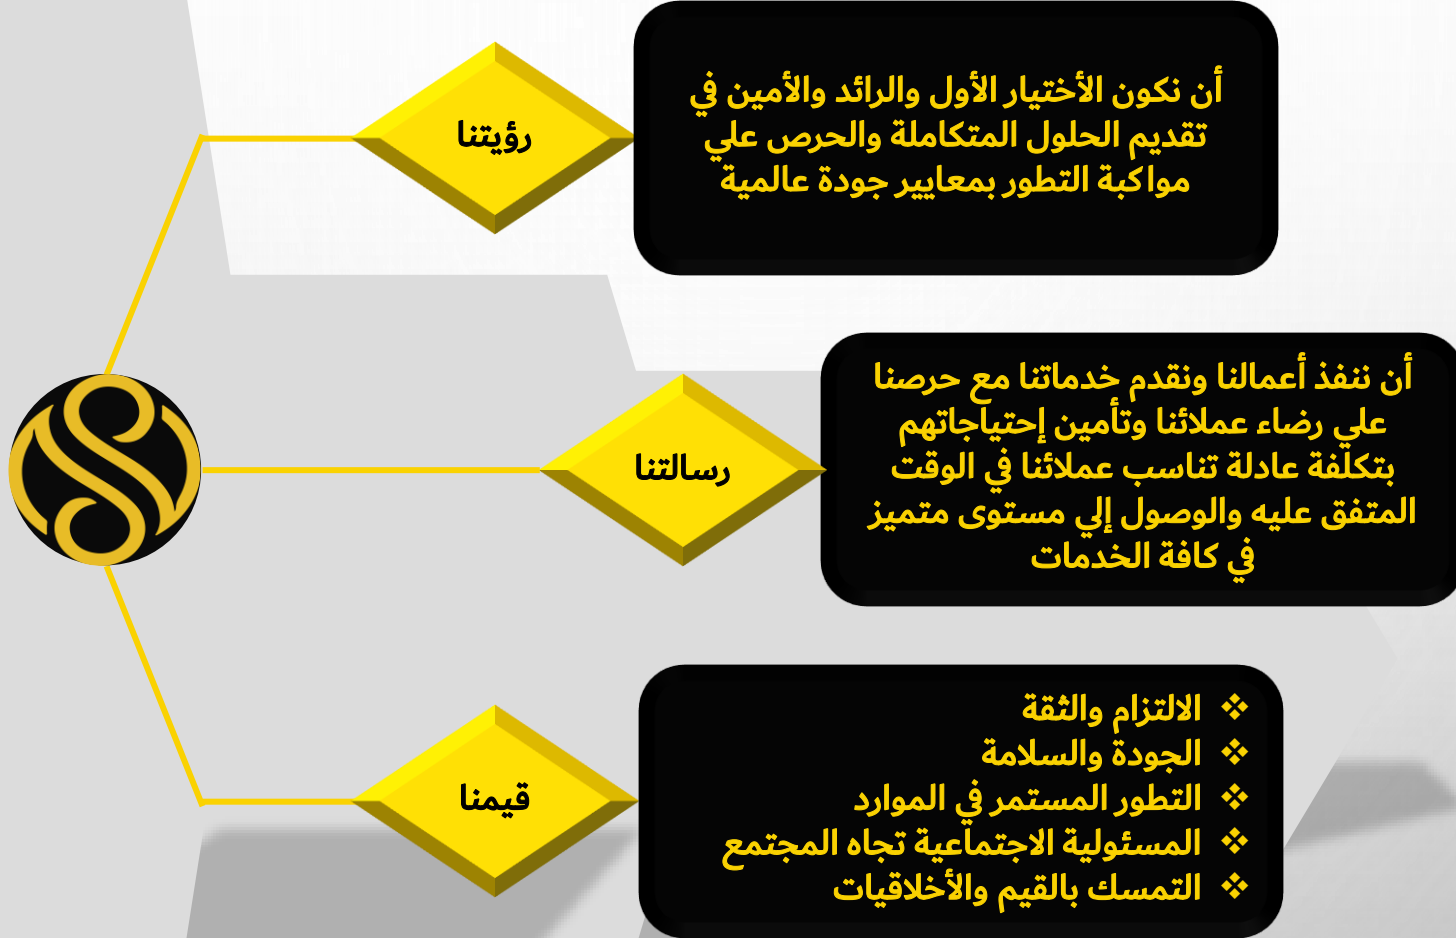 رؤيتنا
أن نكون الأختيار الأول والرائد والأمين في
تقديم الحلول المتكاملة والحرص علي
مواكبة التطور بمعايير جودة عالمية
رسالتنا
أن ننفذ أعمالنا ونقدم خدماتنا مع حرصنا
علي رضاء عملائنا وتأمين إحتياجاتهم
بتكلفة عادلة تناسب عملائنا في الوقت
المتفق عليه والوصول إلي مستوى متميز
في كافة الخدمات
قيمنا
❖ الالتزام والثقة
❖ الجودة والسلامة
❖ التطور المستمر في الموارد
❖ المسئولية الاجتماعية تجاه المجتمع
❖ التمسك بالقيم والأخلاقيات